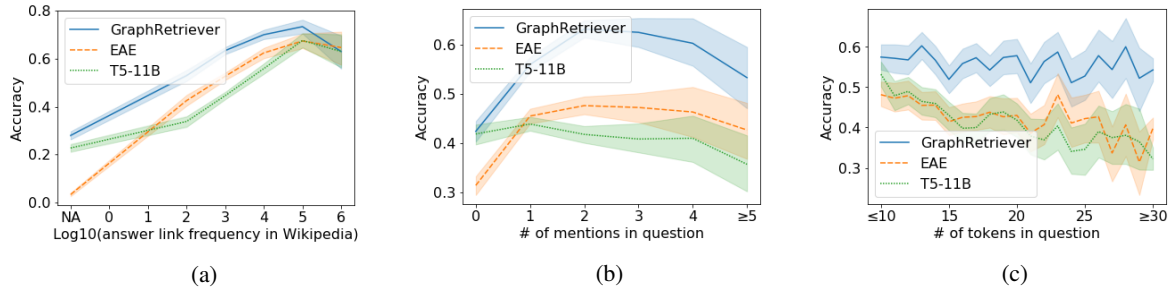 GraphRetriever
EAE
T5-11B
Accuracy
0.8
0.6
0.4
0.2
0.0
NA 0 1 2 3 4 5 6
Log10(answer link frequency in Wikipedia)
(a)
GraphRetriever
EAE
T5-11B
Accuracy
0.6
0.5
0.4
0.3
0 1 2 3 4 ≥5
# of mentions in question
(b)
Accuracy
0.6
0.5
0.4
0.3
GraphRetriever
EAE
T5-11B
≤10 15 20 25 ≥30
# of tokens in question
(c)